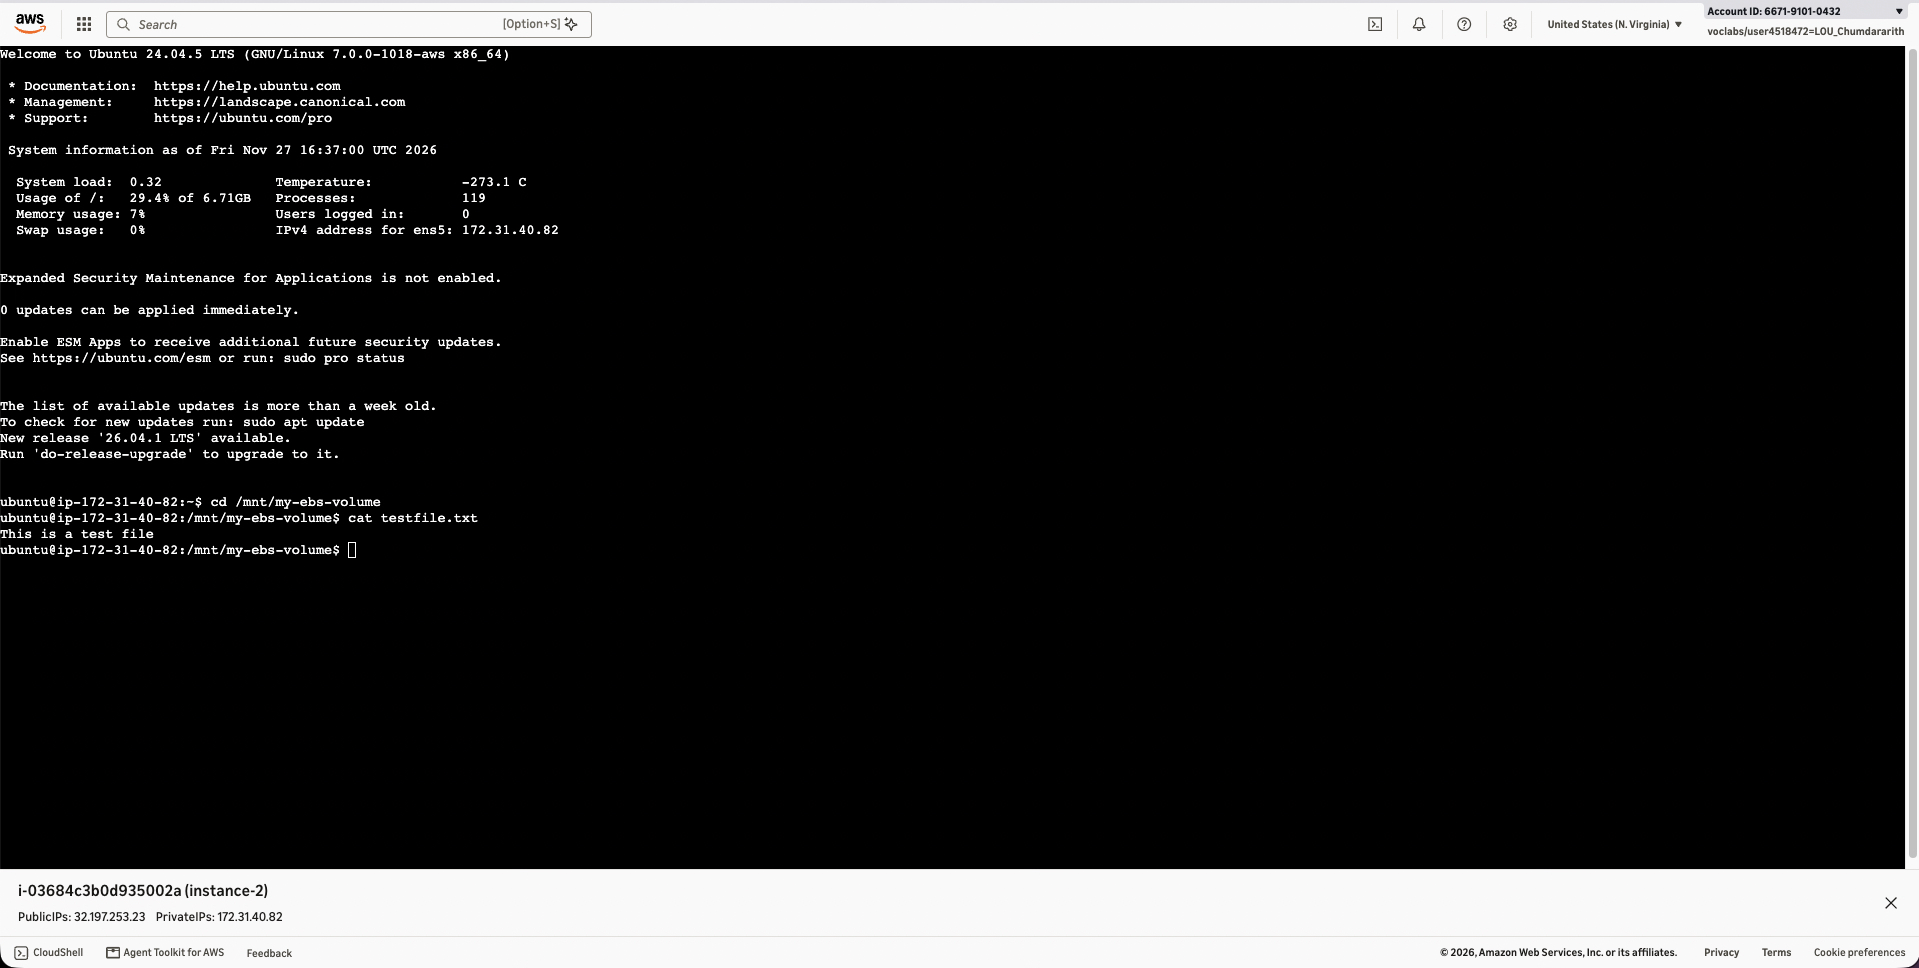 aws
Search
[Option+S]
United States (N. Virginia)
Account ID: 6671-9101-0432
voclabs/user4518472=LOU_Chumdararith
Welcome to Ubuntu 24.04.5 LTS (GNU/Linux 7.0.0-1018-aws x86_64)
* Documentation:  https://help.ubuntu.com
* Management:     https://landscape.canonical.com
* Support:        https://ubuntu.com/pro
System information as of Fri Nov 27 16:37:00 UTC 2026
System load:  0.32              Temperature:           -273.1 C
Usage of /:   29.4% of 6.71GB   Processes:             119
Memory usage: 7%                Users logged in:       0
Swap usage:   0%                IPv4 address for ens5: 172.31.40.82
Expanded Security Maintenance for Applications is not enabled.
0 updates can be applied immediately.
Enable ESM Apps to receive additional future security updates.
See https://ubuntu.com/esm or run: sudo pro status
The list of available updates is more than a week old.
To check for new updates run: sudo apt update
New release '26.04.1 LTS' available.
Run 'do-release-upgrade' to upgrade to it.
ubuntu@ip-172-31-40-82:~$ cd /mnt/my-ebs-volume
ubuntu@ip-172-31-40-82:/mnt/my-ebs-volume$ cat testfile.txt
This is a test file
ubuntu@ip-172-31-40-82:/mnt/my-ebs-volume$
i-03684c3b0d935002a (instance-2)
PublicIPs: 32.197.253.23   PrivateIPs: 172.31.40.82
CloudShell   Agent Toolkit for AWS   Feedback   © 2026, Amazon Web Services, Inc. or its affiliates.   Privacy   Terms   Cookie preferences